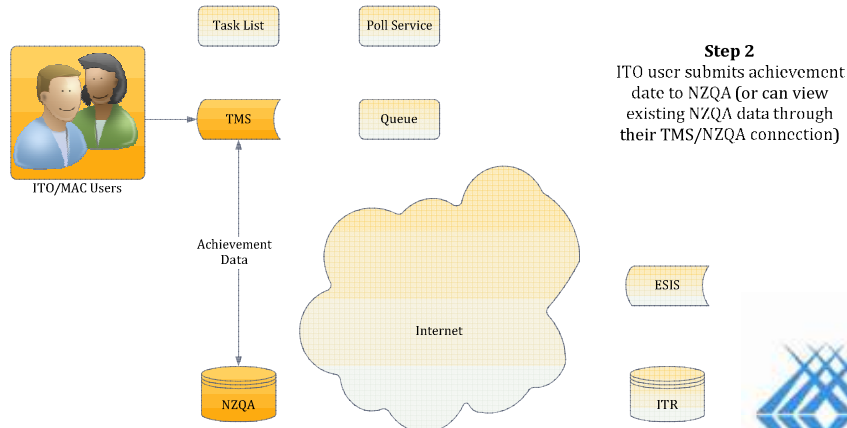 Task List
Poll Service
Step 2
ITO user submits achievement
date to NZQA (or can view
existing NZQA data through
their TMS/NZQA connection)
TMS
Queue
ITO/MAC Users
Achievement
Data
ESIS
Internet
NZQA
ITR